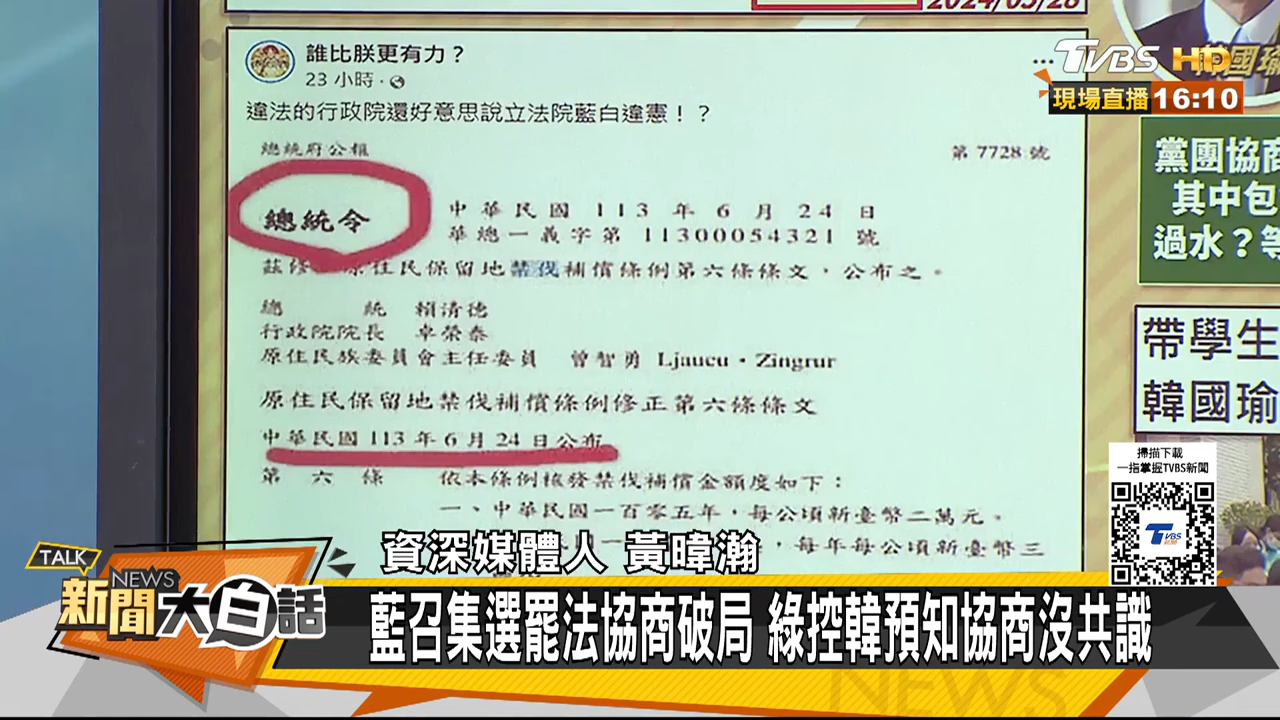 2024/05/28
誰比朕更有力？
23 小時
違法的行政院還好意思說立法院藍白違憲！？
總統府公報
第 7728 號
總統令
中華民國 113 年 6 月 24 日
華總一義字第 11300054321 號
原住民保留地禁伐補償條例第六條條文，公布之。
總 統 賴清德
行政院院長 卓榮泰
原住民族委員會主任委員 曾智勇 Ljaucu・Zingrur
原住民保留地禁伐補償條例修正第六條條文
中華民國 113 年 6 月 24 日公布
第 六 條 依本條例核發禁伐補償金額度如下：
一、中華民國一百零五年，每公頃新臺幣二萬元。
，每年每公頃新臺幣三
TVBS HD
現場直播 16:10
韓國瑜
黨團協商
其中包
過水？等
帶學生
韓國瑜
掃描下載
一指掌握TVBS新聞
TVBS
新聞
資深媒體人 黃暐瀚
TALK
NEWS
新聞大白話
藍召集選罷法協商破局 綠控韓預知協商沒共識
NEWS